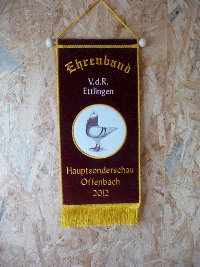 Ehrenband
V.d.R.
Ettlingen
Hauptsonderschau
Offenbach
2012